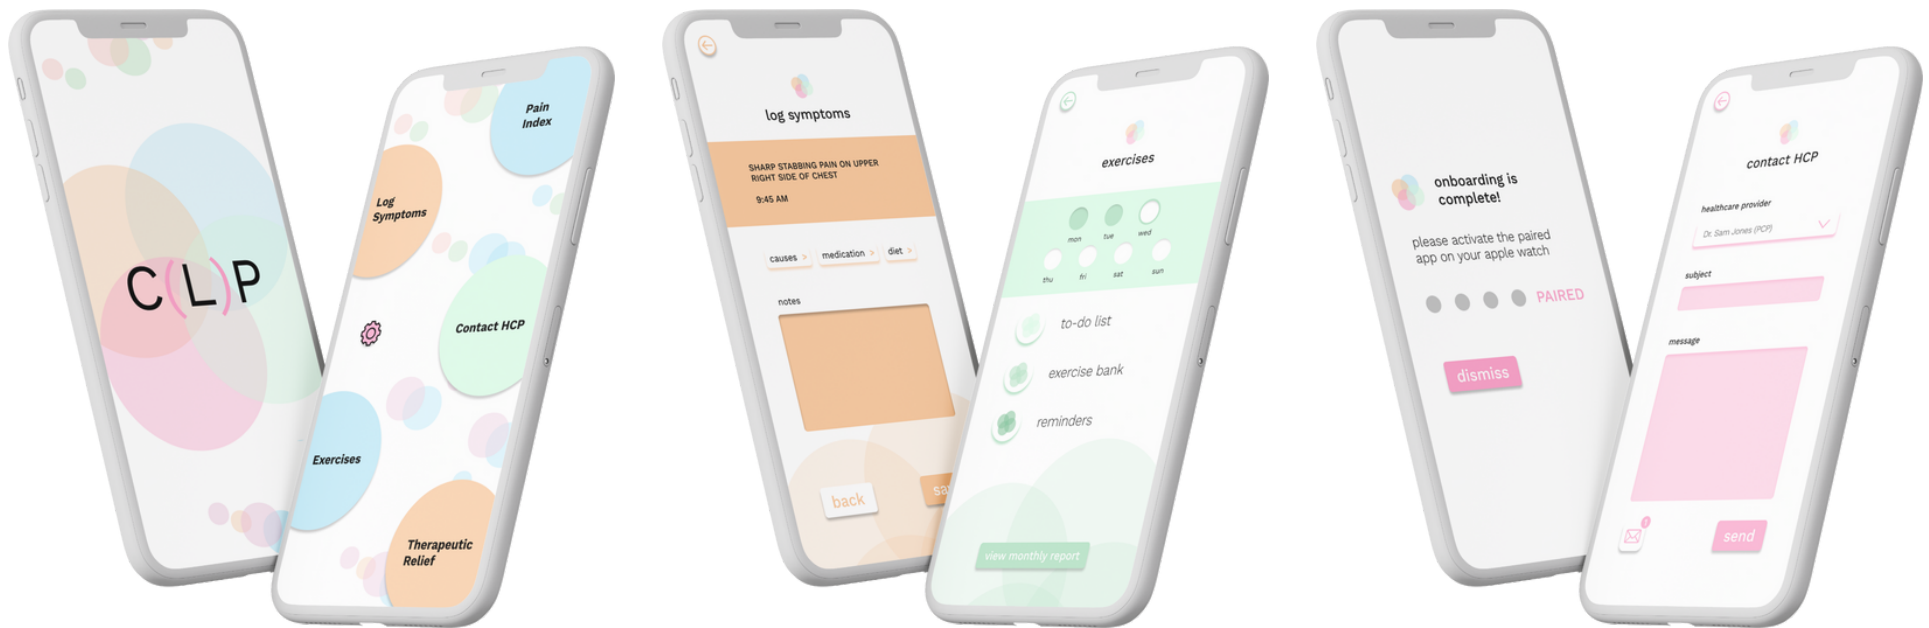 C(L)P
Pain
Index
Log
Symptoms
Contact HCP
Exercises
Therapeutic
Relief
log symptoms
SHARP STABBING PAIN ON UPPER
RIGHT SIDE OF CHEST
9:45 AM
causes >
medication >
diet >
notes
back
exercises
mon
tue
wed
thu
fri
sat
sun
to-do list
exercise bank
reminders
view monthly report
onboarding is
complete!
please activate the paired
app on your apple watch
PAIRED
dismiss
contact HCP
healthcare provider
Dr. Sam Jones (PCP)
subject
message
1
send